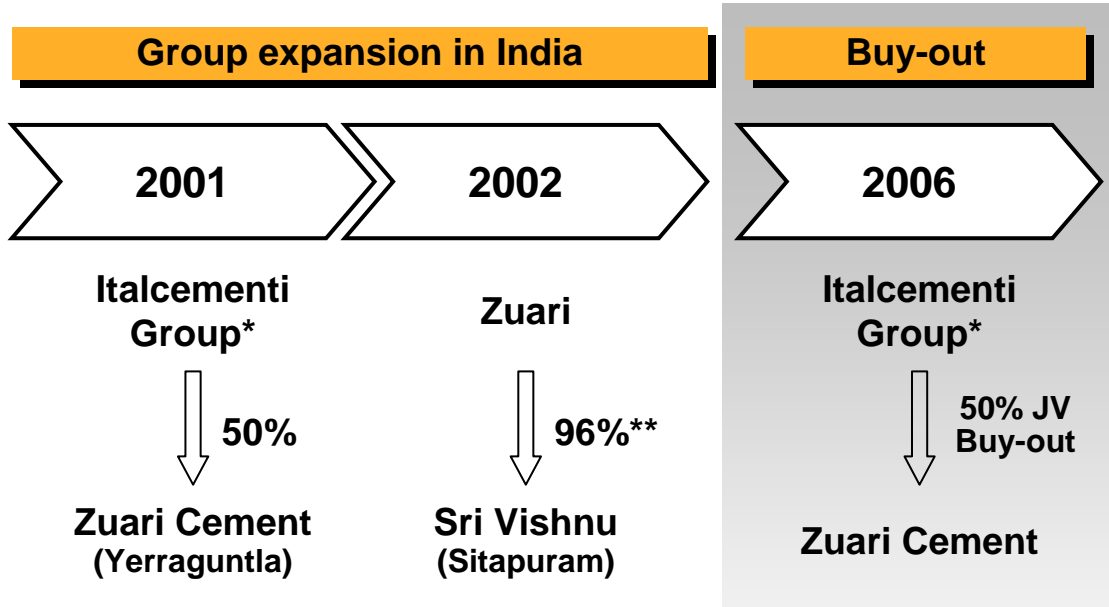 Group expansion in India
Buy-out
2001
2002
2006
Italcementi
Group*
Zuari
Italcementi
Group*
50%
96%**
50% JV
Buy-out
Zuari Cement
(Yerraguntla)
Sri Vishnu
(Sitapuram)
Zuari Cement